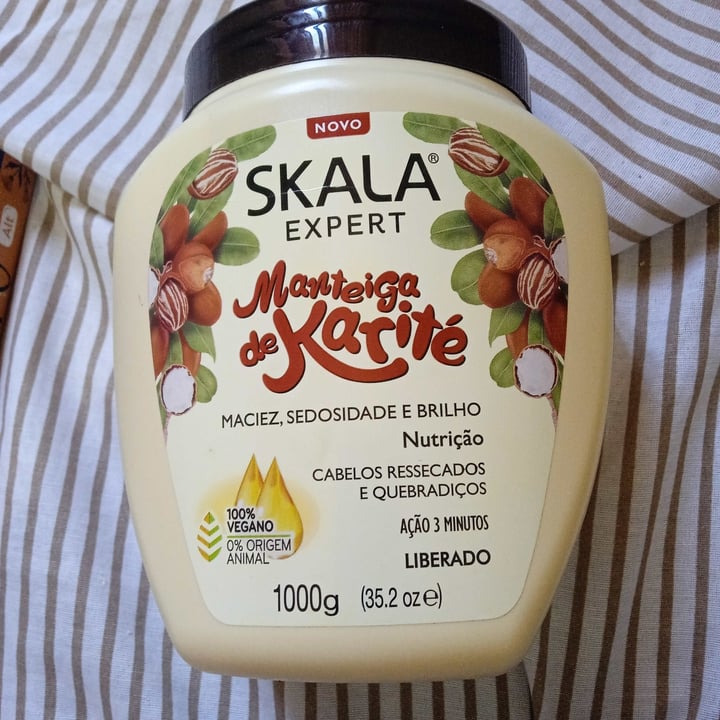 NOVO
SKALA®
EXPERT
Manteiga
de Karité
MACIEZ, SEDOSIDADE E BRILHO
Nutrição
CABELOS RESSECADOS
E QUEBRADIÇOS
AÇÃO 3 MINUTOS
LIBERADO
100%
VEGANO
0% ORIGEM
ANIMAL
1000g (35.2 oz ℮)
Alt